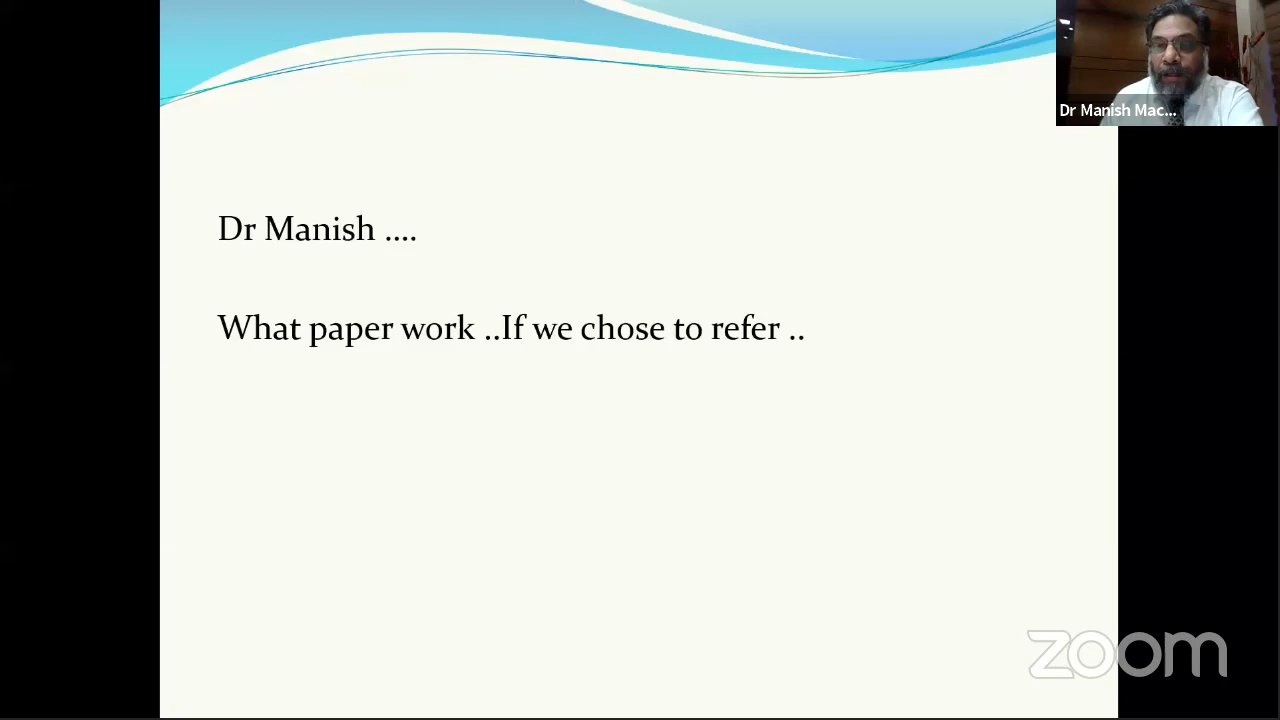 Dr Manish Mac...
Dr Manish ....
What paper work ..If we chose to refer ..
zoom